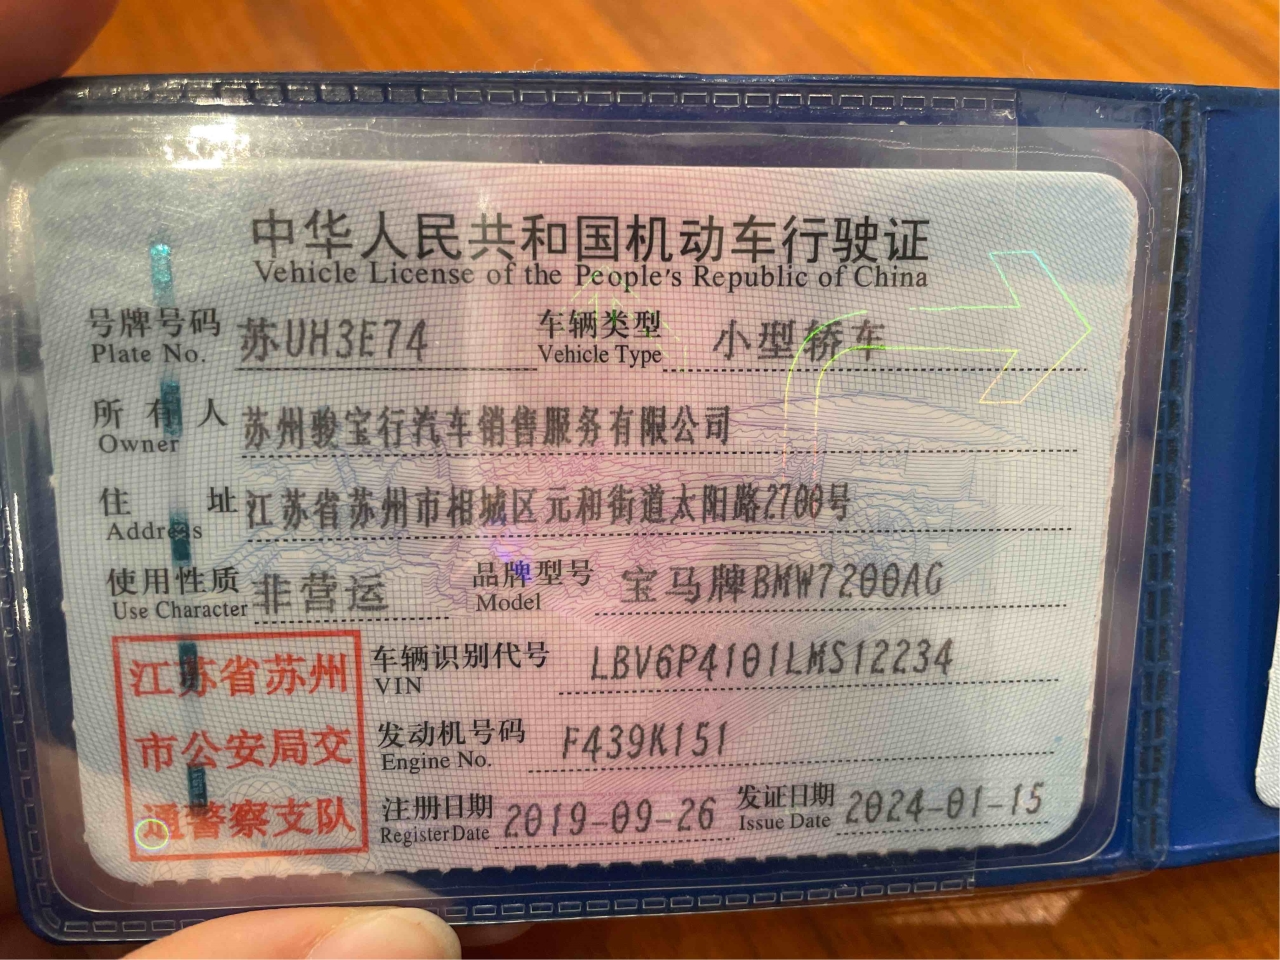 中华人民共和国机动车行驶证
Vehicle License of the People's Republic of China
号牌号码 苏UH3E74 车辆类型 小型轿车
Plate No. Vehicle Type
所有人 苏州骏宝行汽车销售服务有限公司
Owner
住址 江苏省苏州市相城区元和街道太阳路2700号
Address
使用性质 非营运 品牌型号 宝马牌BMW7200AG
Use Character Model
车辆识别代号 LBV6P4101LMS12234
VIN
发动机号码 F439K151
Engine No.
注册日期 2019-09-26 发证日期 2024-01-15
Register Date Issue Date
江苏省苏州
市公安局交
通警察支队